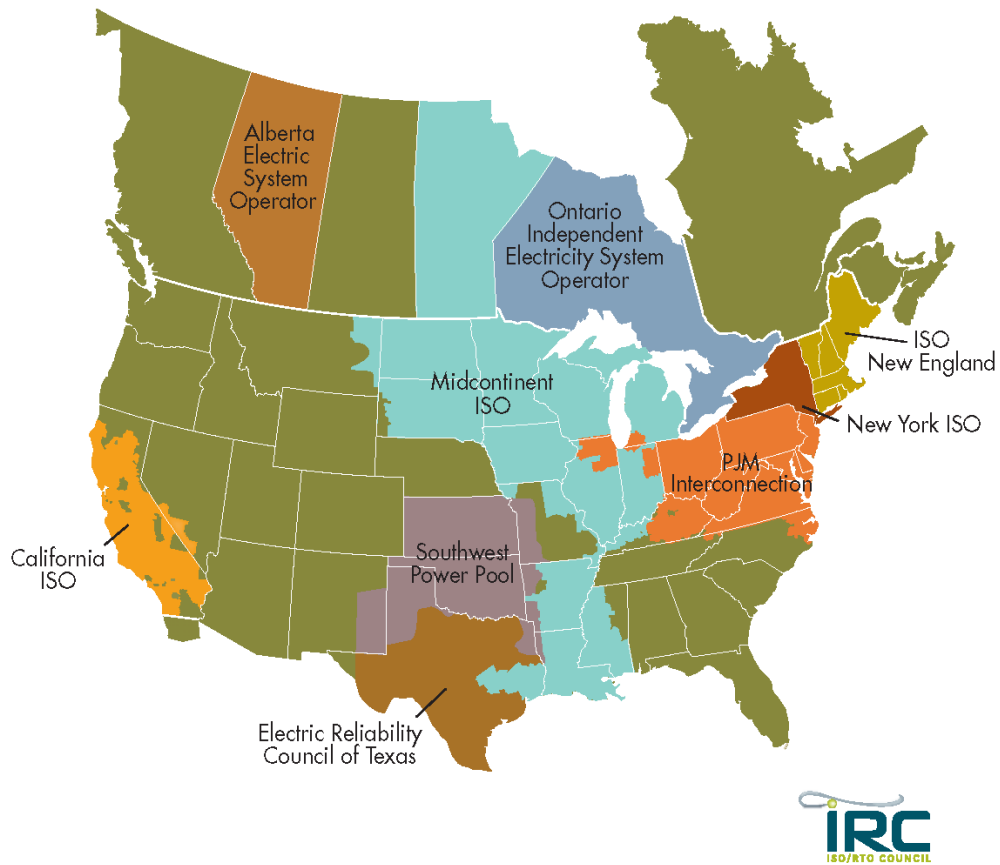 Alberta
Electric
System
Operator
Ontario
Independent
Electricity System
Operator
ISO
New England
Midcontinent
ISO
New York ISO
PJM
Interconnection
California
ISO
Southwest
Power Pool
Electric Reliability
Council of Texas
IRC
ISO/RTO COUNCIL